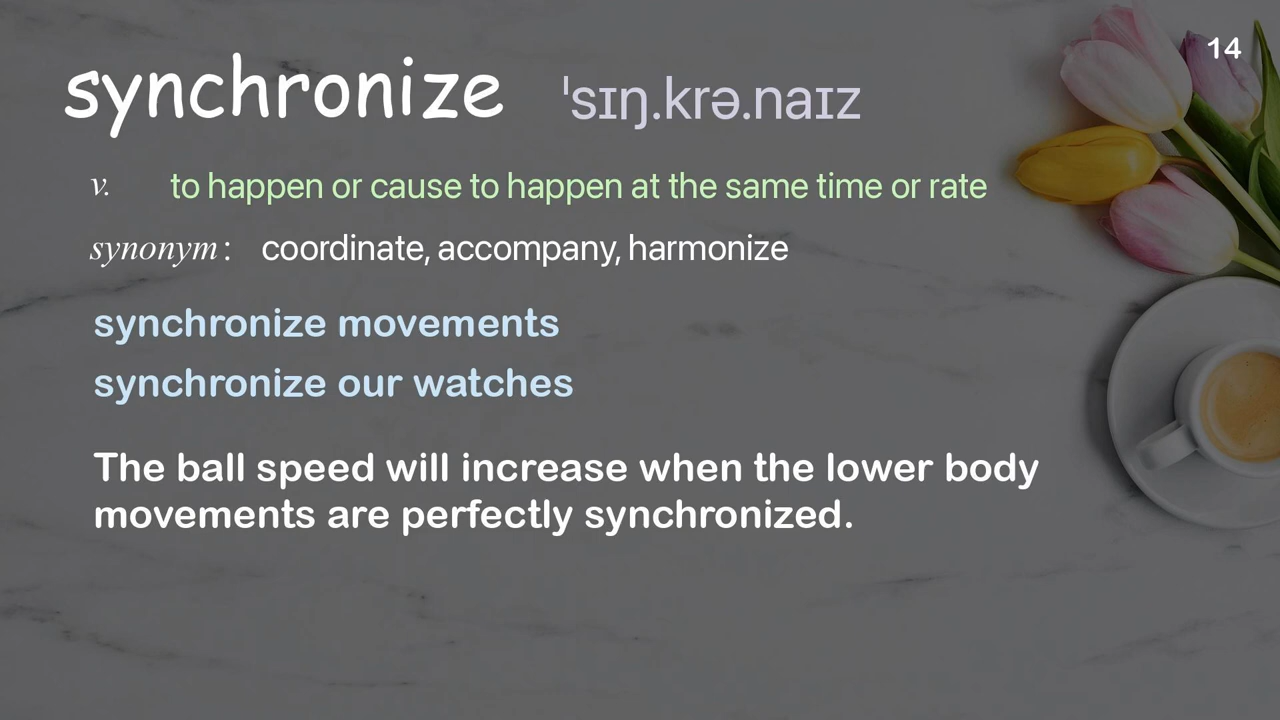 14
synchronize ˈsɪŋ.krə.naɪz
v. to happen or cause to happen at the same time or rate
synonym : coordinate, accompany, harmonize
synchronize movements
synchronize our watches
The ball speed will increase when the lower body
movements are perfectly synchronized.